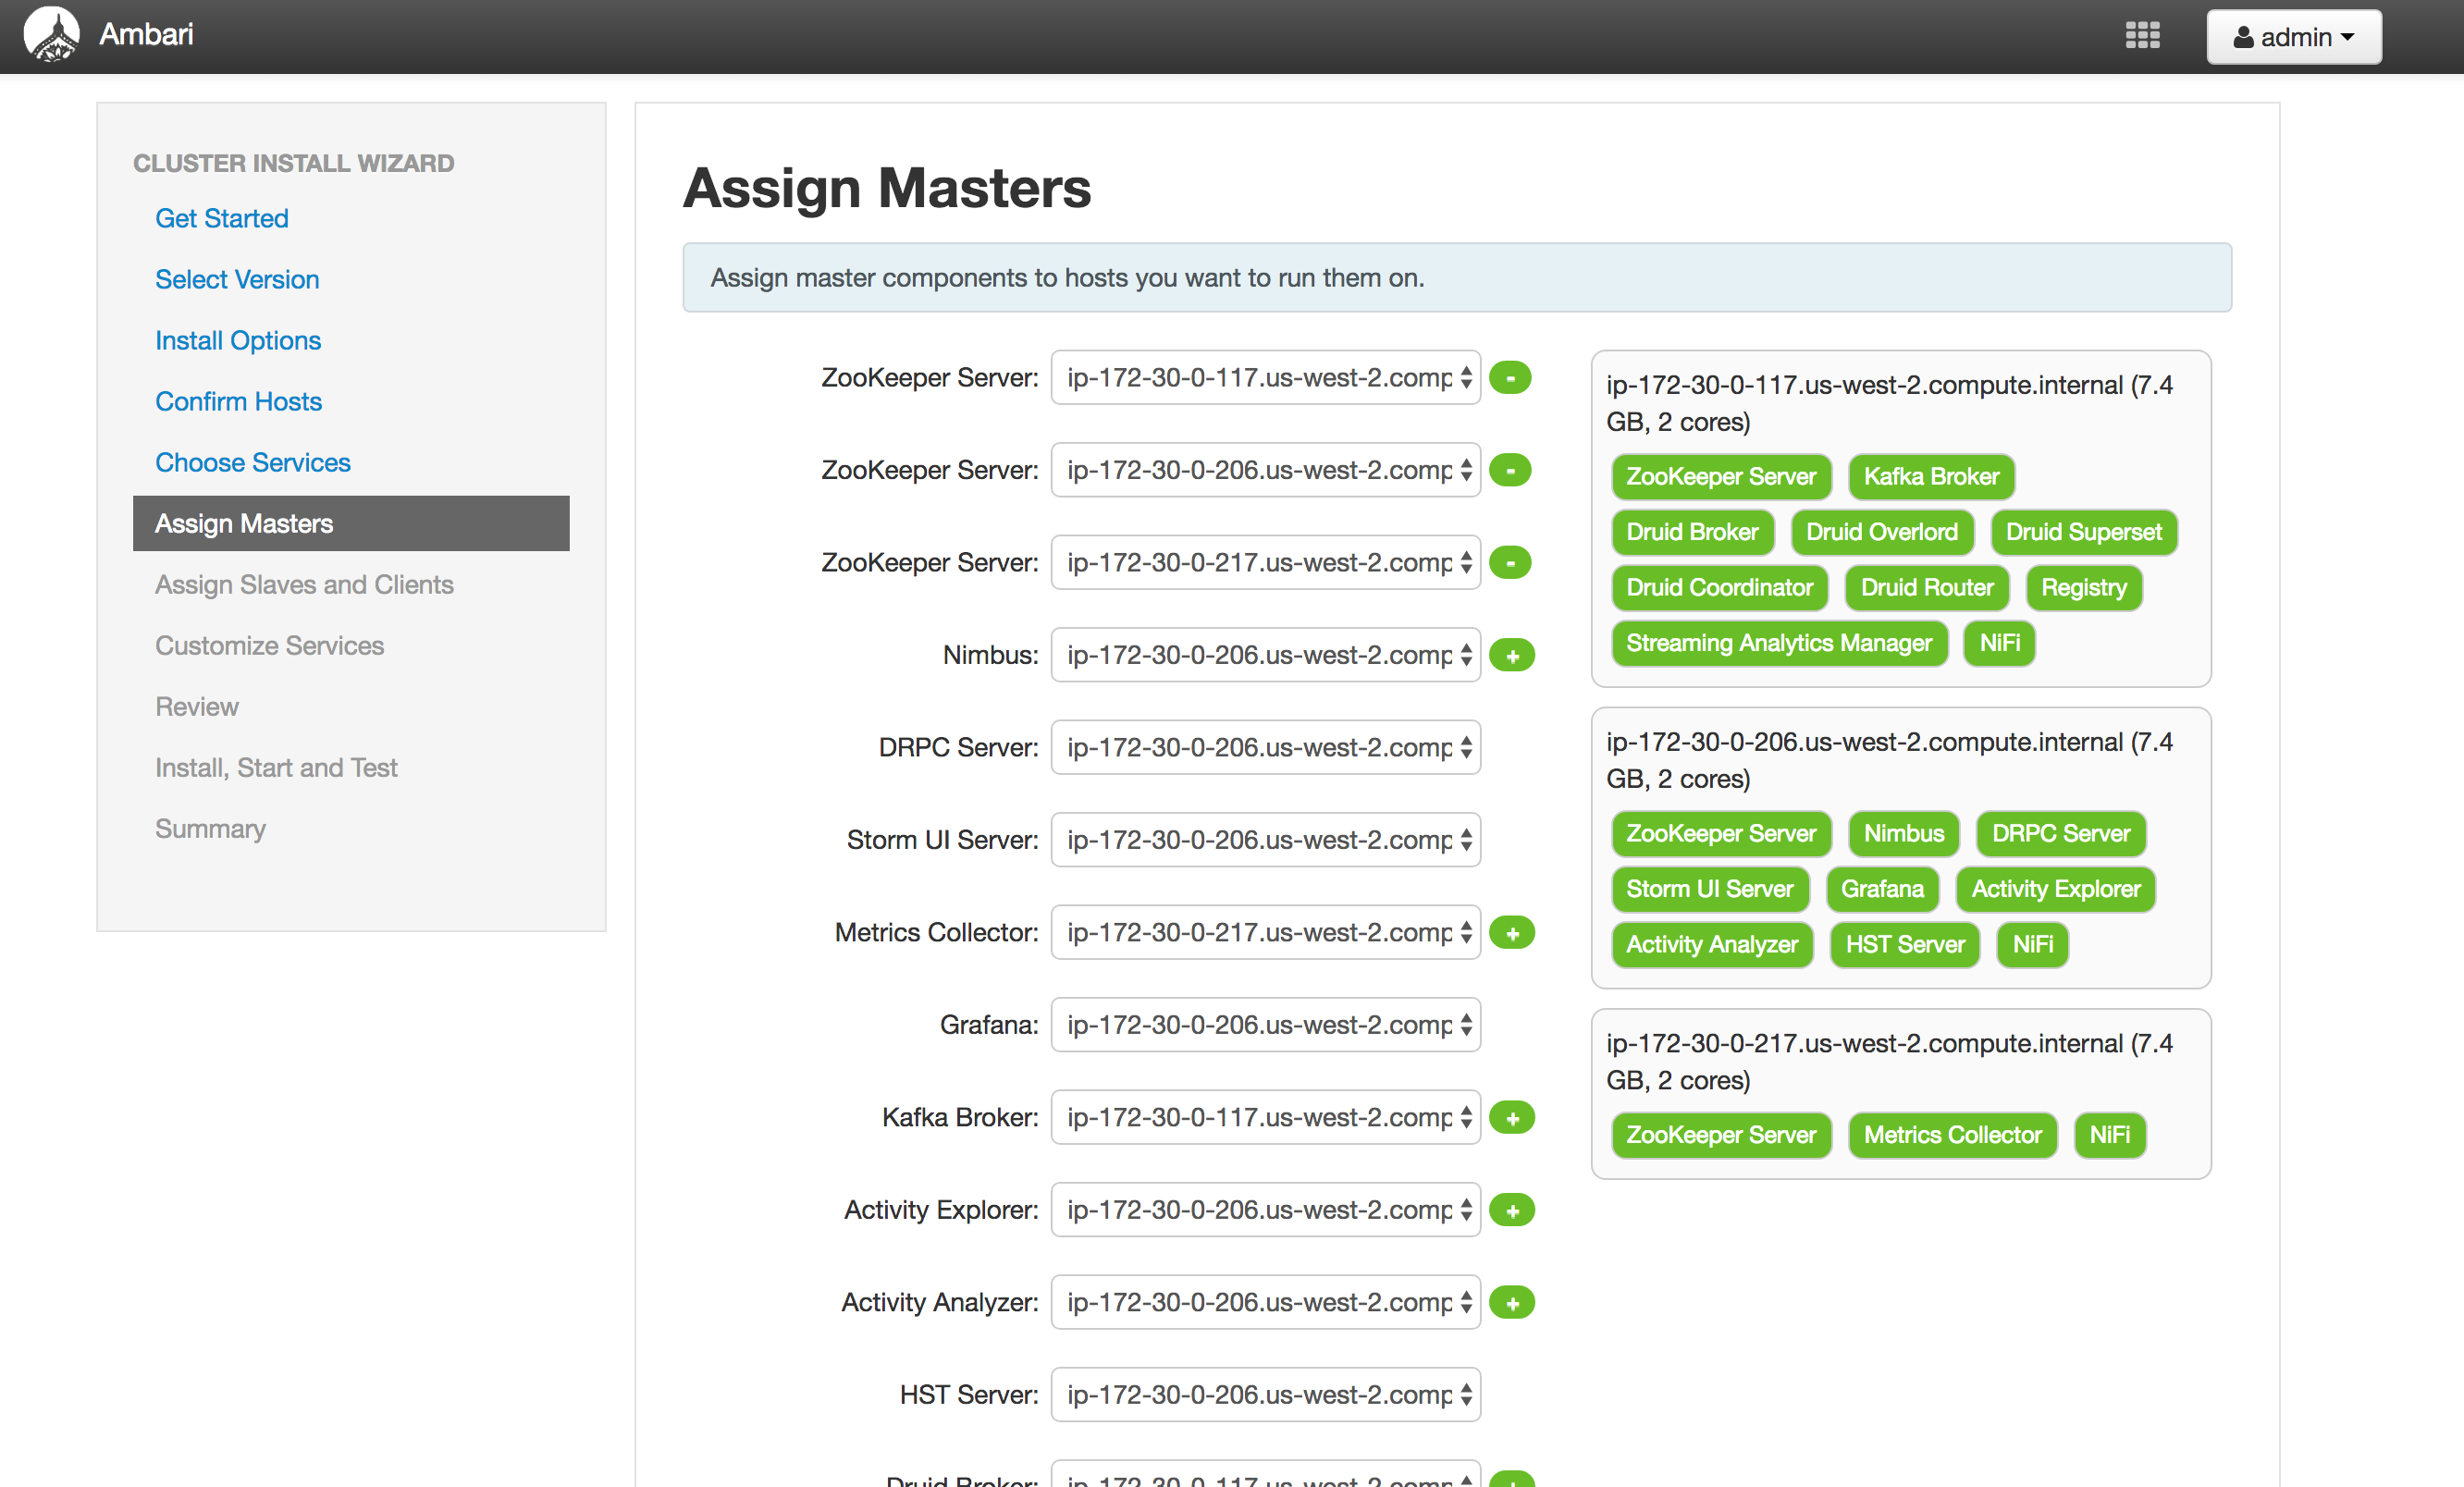 Ambari
admin
CLUSTER INSTALL WIZARD
Get Started
Select Version
Install Options
Confirm Hosts
Choose Services
Assign Masters
Assign Slaves and Clients
Customize Services
Review
Install, Start and Test
Summary
Assign Masters
Assign master components to hosts you want to run them on.
ZooKeeper Server: ip-172-30-0-117.us-west-2.comp -
ZooKeeper Server: ip-172-30-0-206.us-west-2.comp -
ZooKeeper Server: ip-172-30-0-217.us-west-2.comp -
Nimbus: ip-172-30-0-206.us-west-2.comp +
DRPC Server: ip-172-30-0-206.us-west-2.comp
Storm UI Server: ip-172-30-0-206.us-west-2.comp
Metrics Collector: ip-172-30-0-217.us-west-2.comp +
Grafana: ip-172-30-0-206.us-west-2.comp
Kafka Broker: ip-172-30-0-117.us-west-2.comp +
Activity Explorer: ip-172-30-0-206.us-west-2.comp +
Activity Analyzer: ip-172-30-0-206.us-west-2.comp +
HST Server: ip-172-30-0-206.us-west-2.comp
Druid Broker: ip-172-30-0-117.us-west-2.comp +
ip-172-30-0-117.us-west-2.compute.internal (7.4
GB, 2 cores)
ZooKeeper Server Kafka Broker
Druid Broker Druid Overlord Druid Superset
Druid Coordinator Druid Router Registry
Streaming Analytics Manager NiFi
ip-172-30-0-206.us-west-2.compute.internal (7.4
GB, 2 cores)
ZooKeeper Server Nimbus DRPC Server
Storm UI Server Grafana Activity Explorer
Activity Analyzer HST Server NiFi
ip-172-30-0-217.us-west-2.compute.internal (7.4
GB, 2 cores)
ZooKeeper Server Metrics Collector NiFi